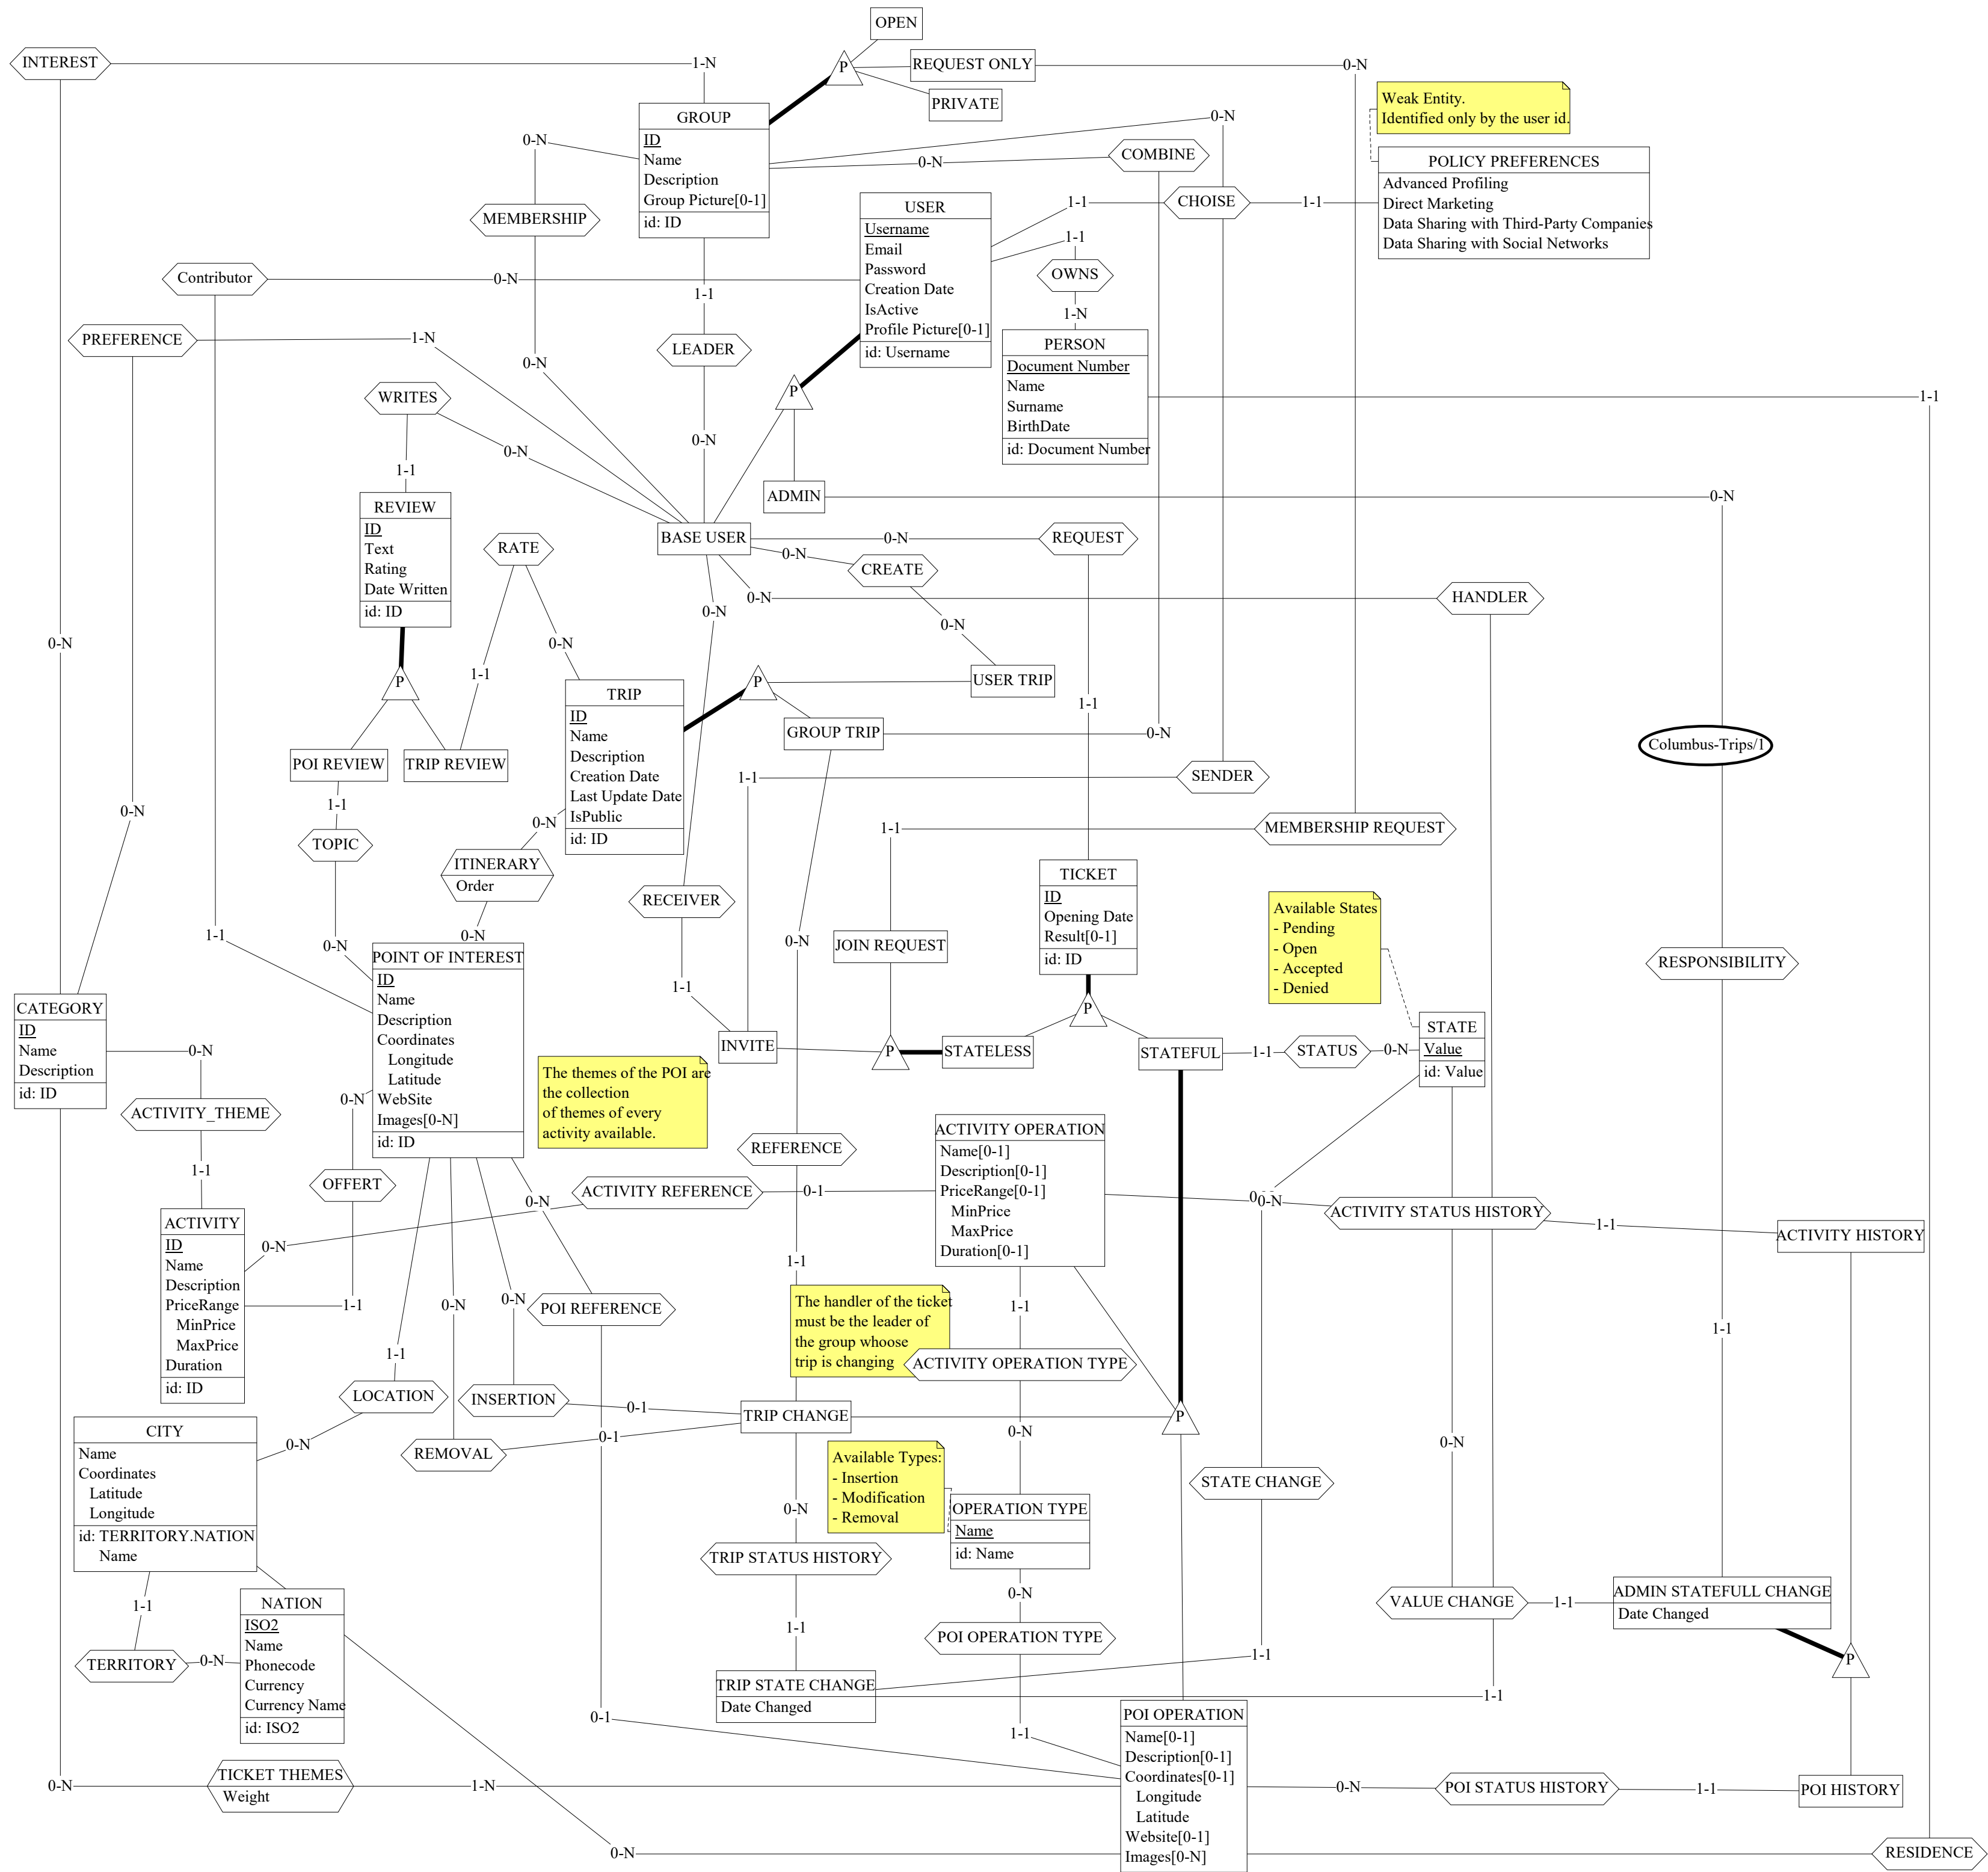 OPEN
INTEREST
1-N
P
REQUEST ONLY
0-N
PRIVATE
Weak Entity.
Identified only by the user id.
GROUP
ID
Name
Description
Group Picture[0-1]
id: ID
0-N
0-N
0-N
COMBINE
POLICY PREFERENCES
Advanced Profiling
Direct Marketing
Data Sharing with Third-Party Companies
Data Sharing with Social Networks
MEMBERSHIP
USER
Username
Email
Password
Creation Date
IsActive
Profile Picture[0-1]
id: Username
1-1
CHOISE
1-1
1-1
OWNS
1-N
Contributor
0-N
1-1
PREFERENCE
1-N
0-N
LEADER
PERSON
Document Number
Name
Surname
BirthDate
id: Document Number
1-1
P
WRITES
0-N
0-N
1-1
ADMIN
0-N
REVIEW
ID
Text
Rating
Date Written
id: ID
RATE
BASE USER
0-N
REQUEST
0-N
CREATE
0-N
HANDLER
0-N
0-N
0-N
0-N
1-1
P
P
USER TRIP
TRIP
ID
Name
Description
Creation Date
Last Update Date
IsPublic
id: ID
1-1
GROUP TRIP
0-N
Columbus-Trips/1
POI REVIEW
TRIP REVIEW
1-1
SENDER
1-1
0-N
0-N
1-1
MEMBERSHIP REQUEST
TOPIC
ITINERARY
Order
TICKET
ID
Opening Date
Result[0-1]
id: ID
RECEIVER
Available States
- Pending
- Open
- Accepted
- Denied
1-1
0-N
0-N
0-N
JOIN REQUEST
RESPONSIBILITY
POINT OF INTEREST
ID
Name
Description
Coordinates
Longitude
Latitude
WebSite
Images[0-N]
id: ID
1-1
CATEGORY
ID
Name
Description
id: ID
P
STATE
Value
id: Value
INVITE
P
STATELESS
STATEFUL
1-1
STATUS
0-N
0-N
The themes of the POI are
the collection
of themes of every
activity available.
0-N
ACTIVITY_THEME
ACTIVITY OPERATION
Name[0-1]
Description[0-1]
PriceRange[0-1]
MinPrice
MaxPrice
Duration[0-1]
REFERENCE
1-1
OFFERT
ACTIVITY REFERENCE
0-1
0-N
0-N
ACTIVITY STATUS HISTORY
1-1
ACTIVITY HISTORY
ACTIVITY
ID
Name
Description
PriceRange
MinPrice
MaxPrice
Duration
id: ID
0-N
1-1
1-1
0-N
0-N
POI REFERENCE
The handler of the ticket
must be the leader of
the group whoose
trip is changing
1-1
1-1
1-1
ACTIVITY OPERATION TYPE
LOCATION
INSERTION
0-1
TRIP CHANGE
P
CITY
Name
Coordinates
Latitude
Longitude
id: TERRITORY.NATION
Name
0-N
REMOVAL
0-1
0-N
0-N
Available Types:
- Insertion
- Modification
- Removal
STATE CHANGE
0-N
OPERATION TYPE
Name
id: Name
TRIP STATUS HISTORY
NATION
ISO2
Name
Phonecode
Currency
Currency Name
id: ISO2
1-1
0-N
VALUE CHANGE
1-1
ADMIN STATEFULL CHANGE
Date Changed
1-1
POI OPERATION TYPE
TERRITORY
0-N
1-1
P
TRIP STATE CHANGE
Date Changed
1-1
0-1
1-1
POI OPERATION
Name[0-1]
Description[0-1]
Coordinates[0-1]
Longitude
Latitude
Website[0-1]
Images[0-N]
0-N
TICKET THEMES
Weight
1-N
0-N
POI STATUS HISTORY
1-1
POI HISTORY
0-N
RESIDENCE